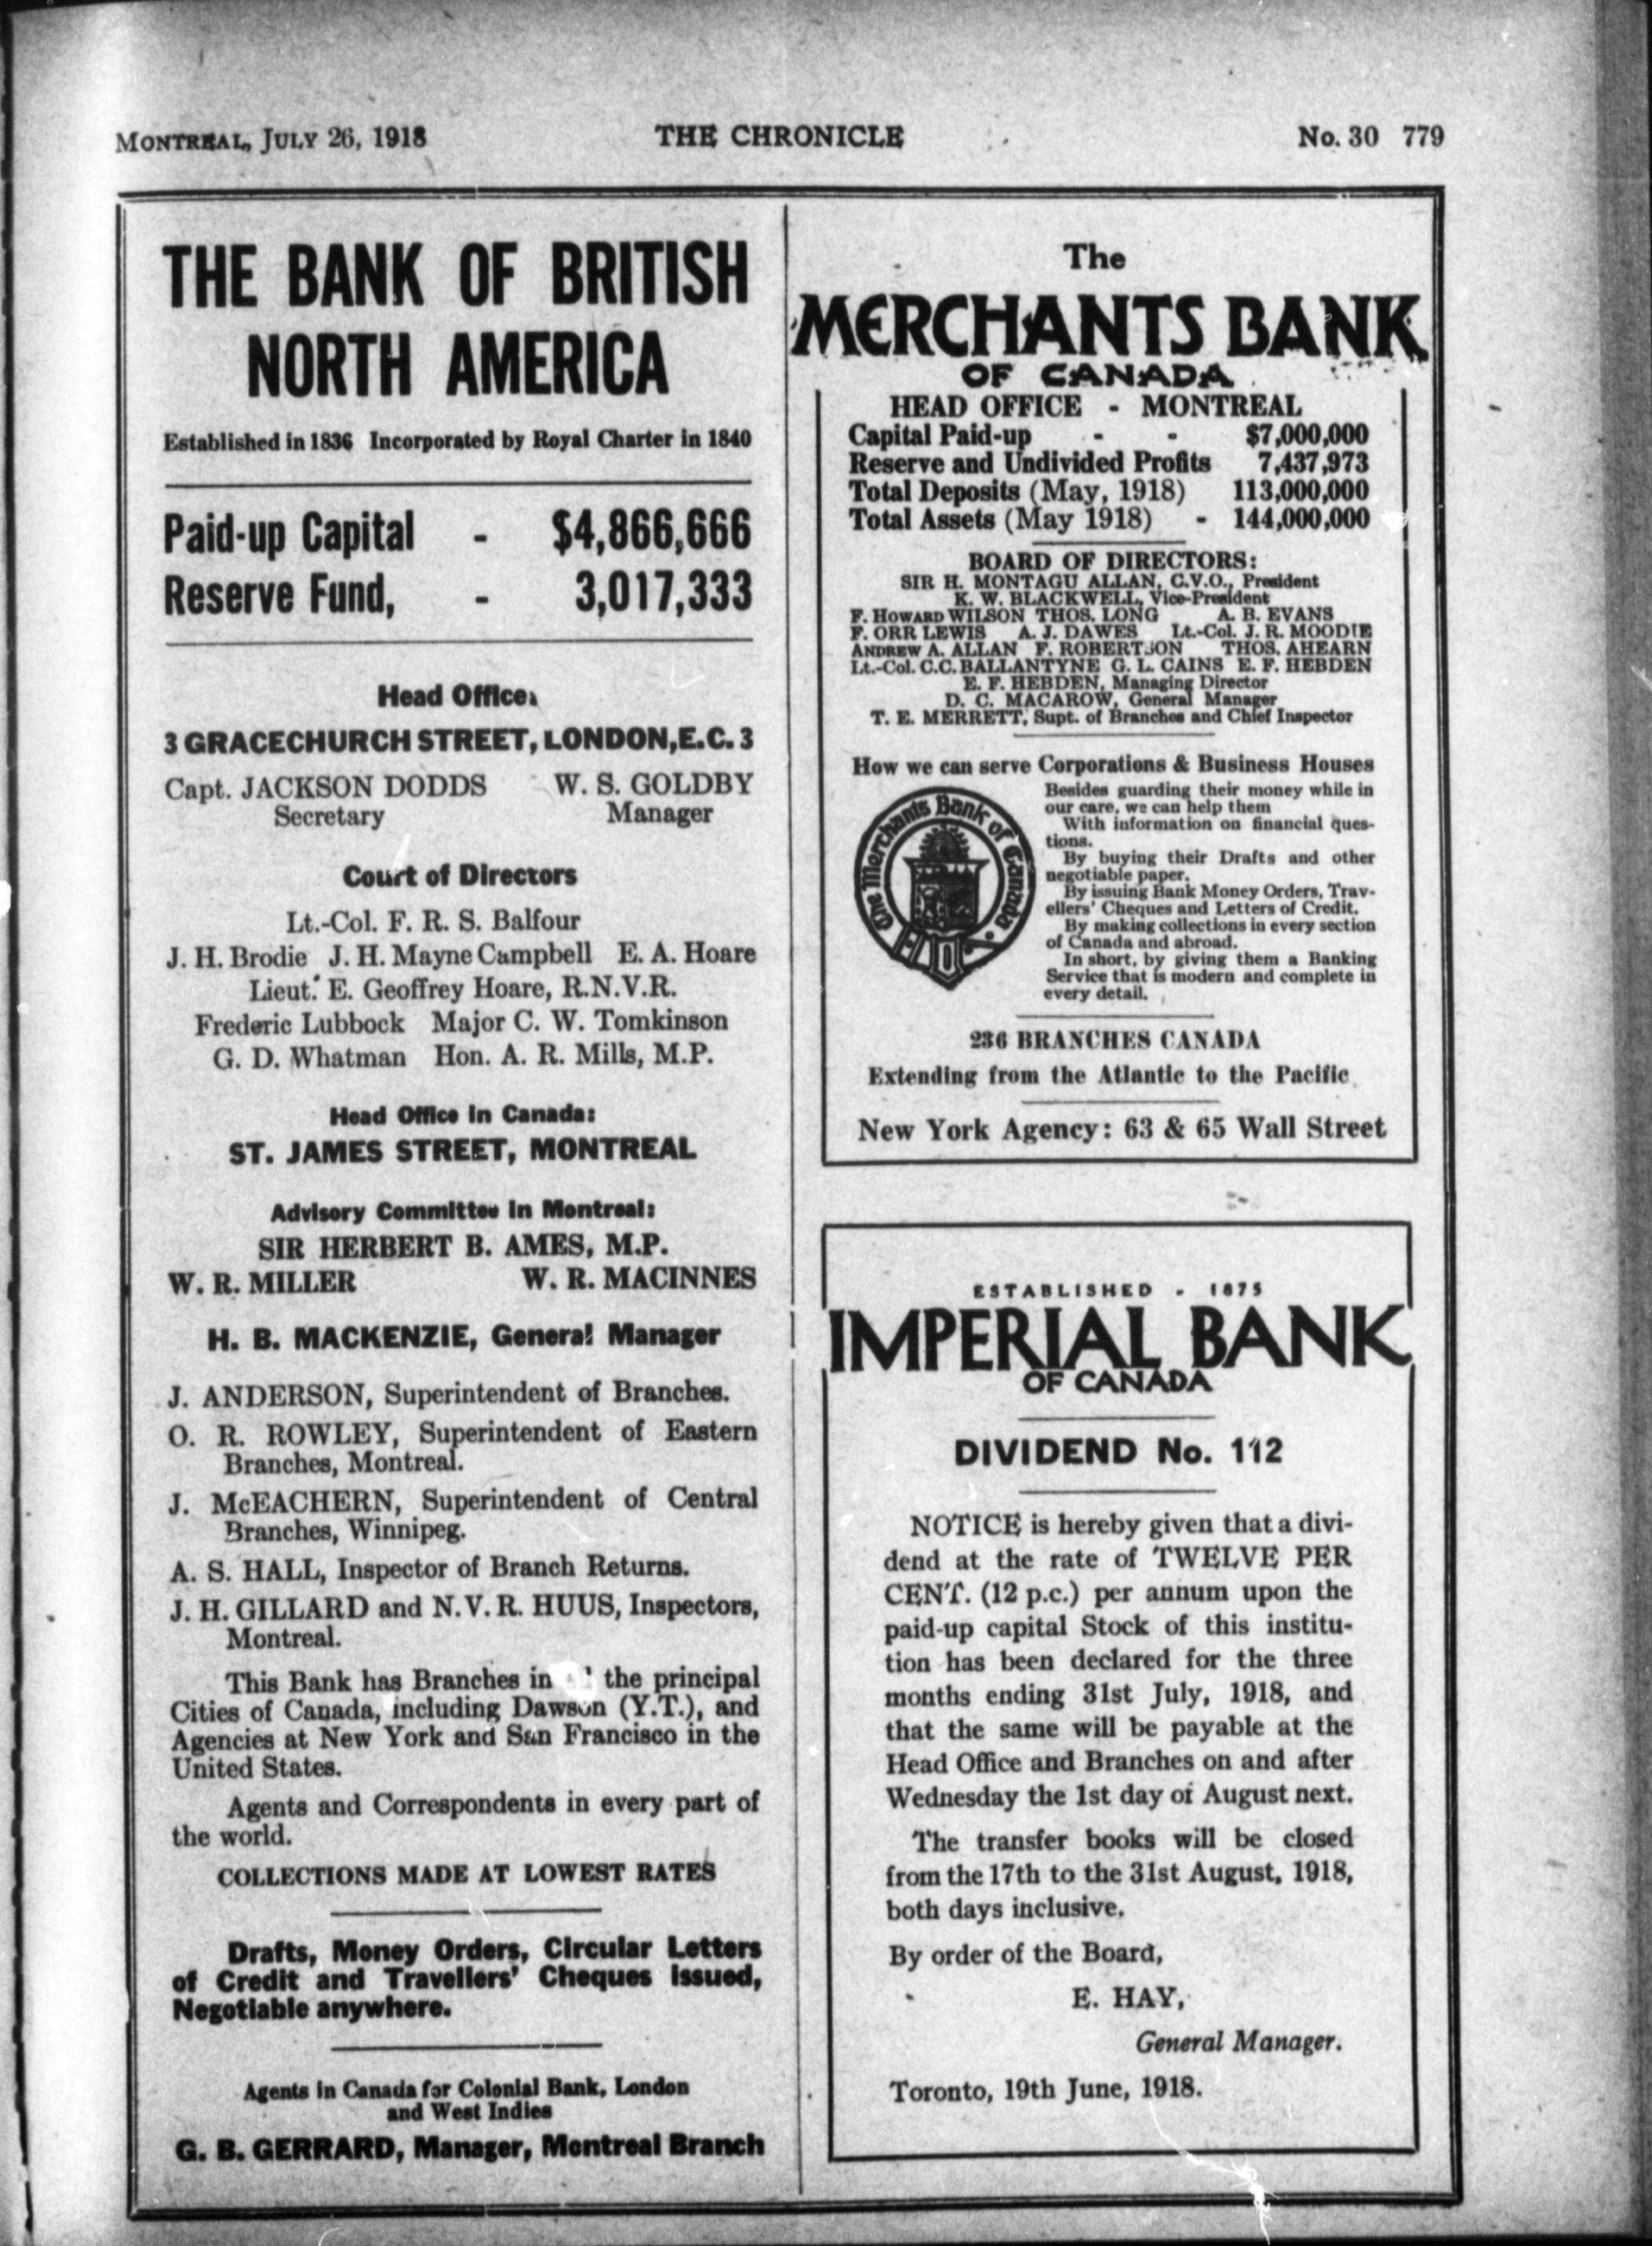 MONTREAL, JULY 26, 1918
THE CHRONICLE
No. 30 779
THE BANK OF BRITISH
NORTH AMERICA
Established in 1836 Incorporated by Royal Charter in 1840
Paid-up Capital - $4,866,666
Reserve Fund, - 3,017,333
Head Office:
3 GRACECHURCH STREET, LONDON, E.C. 3
Capt. JACKSON DODDS W. S. GOLDBY
Secretary Manager
Court of Directors
Lt.-Col. F. R. S. Balfour
J. H. Brodie J. H. Mayne Campbell E. A. Hoare
Lieut. E. Geoffrey Hoare, R.N.V.R.
Frederic Lubbock Major C. W. Tomkinson
G. D. Whatman Hon. A. R. Mills, M.P.
Head Office in Canada:
ST. JAMES STREET, MONTREAL
Advisory Committee in Montreal:
SIR HERBERT B. AMES, M.P.
W. R. MILLER W. R. MACINNES
H. B. MACKENZIE, General Manager
J. ANDERSON, Superintendent of Branches.
O. R. ROWLEY, Superintendent of Eastern
Branches, Montreal.
J. McEACHERN, Superintendent of Central
Branches, Winnipeg.
A. S. HALL, Inspector of Branch Returns.
J. H. GILLARD and N. V. R. HUUS, Inspectors,
Montreal.
This Bank has Branches in the principal
Cities of Canada, including Dawson (Y.T.), and
Agencies at New York and San Francisco in the
United States.
Agents and Correspondents in every part of
the world.
COLLECTIONS MADE AT LOWEST RATES
Drafts, Money Orders, Circular Letters
of Credit and Travellers' Cheques issued,
Negotiable anywhere.
Agents in Canada for Colonial Bank, London
and West Indies
G. B. GERRARD, Manager, Montreal Branch
The
MERCHANTS BANK
OF CANADA
HEAD OFFICE - MONTREAL
Capital Paid-up - - $7,000,000
Reserve and Undivided Profits 7,437,973
Total Deposits (May, 1918) 113,000,000
Total Assets (May 1918) - 144,000,000
BOARD OF DIRECTORS:
SIR H. MONTAGU ALLAN, C.V.O., President
K. W. BLACKWELL, Vice-President
F. HOWARD WILSON THOS. LONG A. B. EVANS
F. ORR LEWIS A. J. DAWES Lt.-Col. J. R. MOODIE
ANDREW A. ALLAN F. ROBERTSON THOS. AHEARN
Lt.-Col. C.C. BALLANTYNE G. L. CAINS E. F. HEBDEN
E. F. HEBDEN, Managing Director
D. C. MACAROW, General Manager
T. E. MERRETT, Supt. of Branches and Chief Inspector
How we can serve Corporations & Business Houses
The Merchants Bank of Canada
Besides guarding their money while in
our care, we can help them
With information on financial ques-
tions.
By buying their Drafts and other
negotiable paper.
By issuing Bank Money Orders, Trav-
ellers' Cheques and Letters of Credit.
By making collections in every section
of Canada and abroad.
In short, by giving them a Banking
Service that is modern and complete in
every detail.
236 BRANCHES CANADA
Extending from the Atlantic to the Pacific
New York Agency: 63 & 65 Wall Street
ESTABLISHED - 1875
IMPERIAL BANK
OF CANADA
DIVIDEND No. 112
NOTICE is hereby given that a divi-
dend at the rate of TWELVE PER
CENT. (12 p.c.) per annum upon the
paid-up capital Stock of this institu-
tion has been declared for the three
months ending 31st July, 1918, and
that the same will be payable at the
Head Office and Branches on and after
Wednesday the 1st day of August next.
The transfer books will be closed
from the 17th to the 31st August, 1918,
both days inclusive.
By order of the Board,
E. HAY,
General Manager.
Toronto, 19th June, 1918.